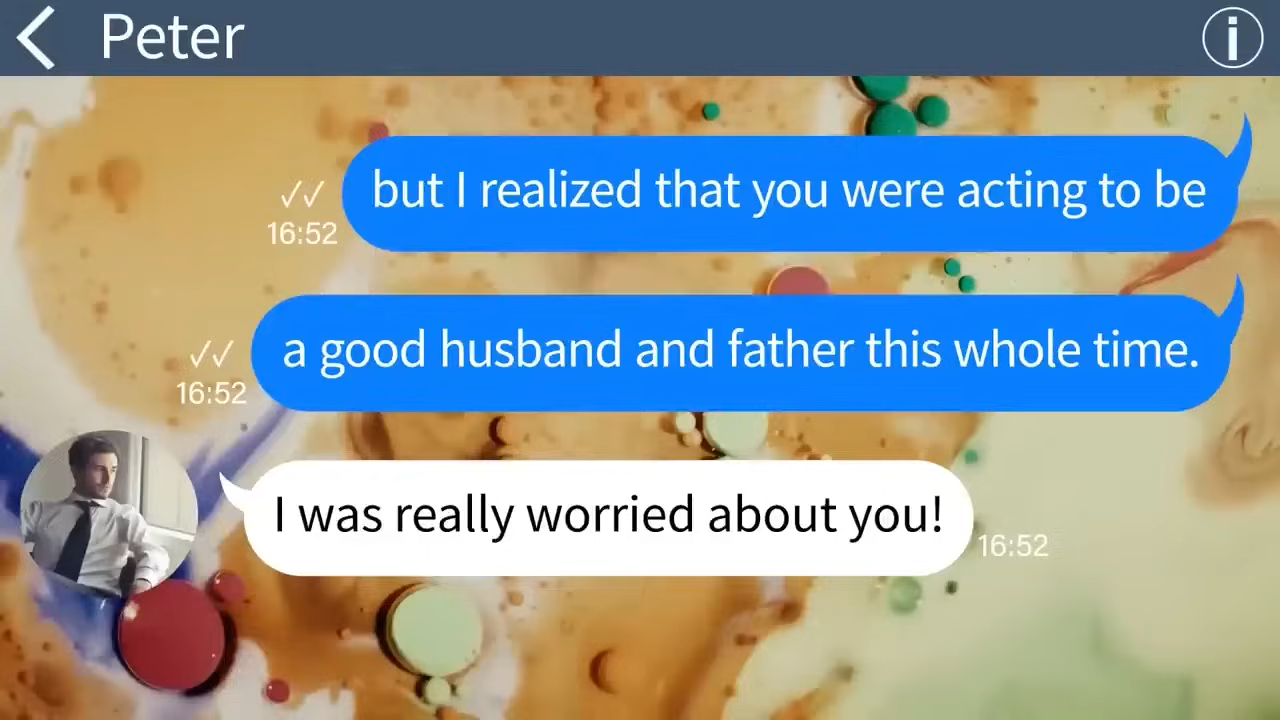 Peter
but I realized that you were acting to be
16:52
a good husband and father this whole time.
16:52
I was really worried about you!
16:52